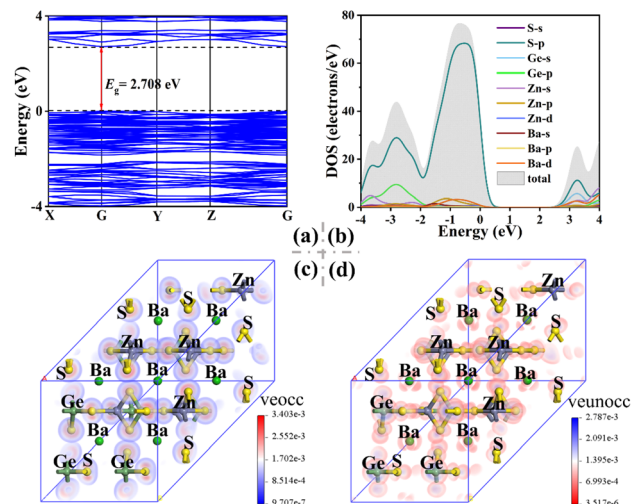 4
0
-4
Energy (eV)
E_g = 2.708 eV
X
G
Y
Z
G
80
60
40
20
0
DOS (electrons/eV)
S-s
S-p
Ge-s
Ge-p
Zn-s
Zn-p
Zn-d
Ba-s
Ba-p
Ba-d
total
-4 -3 -2 -1 0 1 2 3 4
Energy (eV)
(a) (b)
(c) (d)
Zn
S
S
Ba
Ba
S
Zn
Zn
S
Ba
Ba
Ba
S
Ge
Zn
Ba
Ba
S
Ge
S
Ge
veocc
3.403e-3
2.552e-3
1.702e-3
8.514e-4
9.707e-7
Zn
S
S
Ba
Ba
S
Zn
Zn
S
Ba
Ba
Ba
S
Ge
Zn
Ba
Ba
S
Ge
S
Ge
veunocc
2.787e-3
2.091e-3
1.395e-3
6.993e-4
3.517e-6